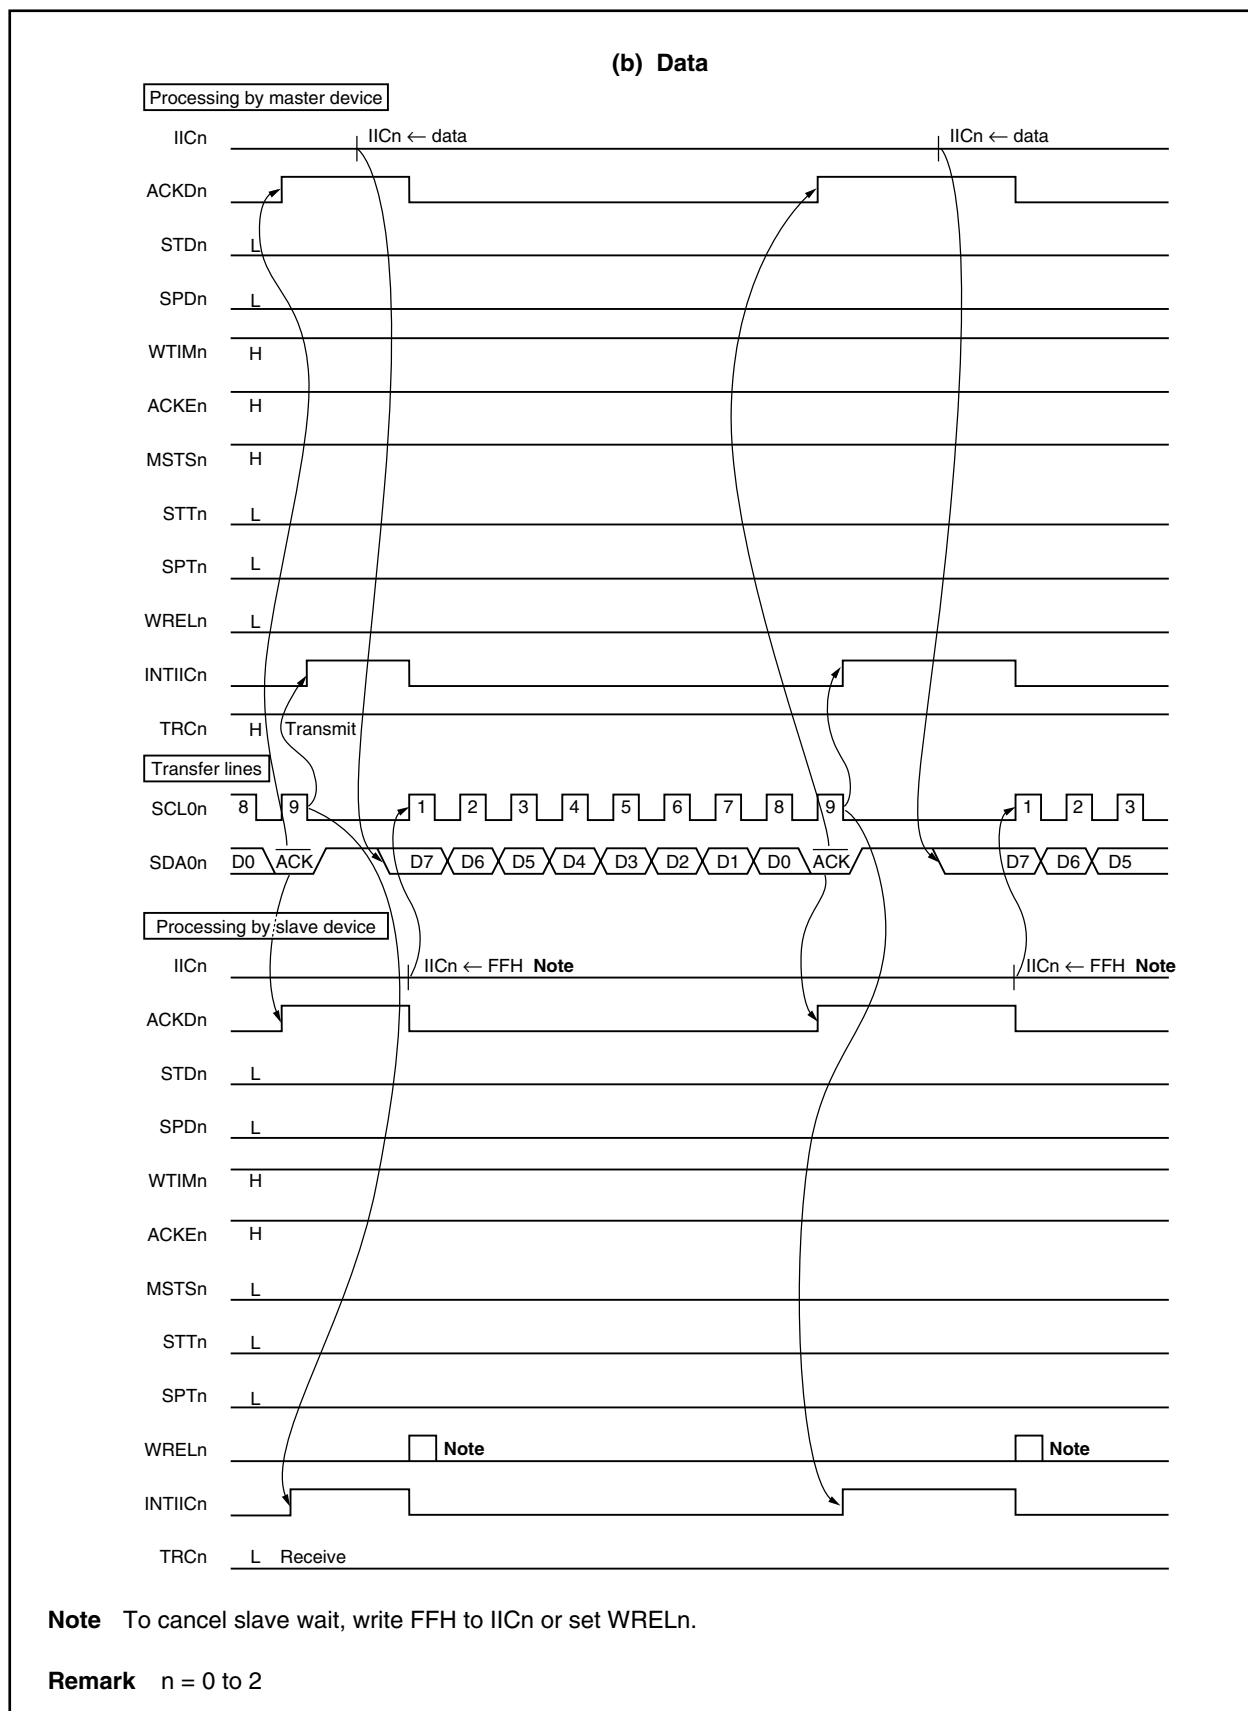 (b) Data
Processing by master device
IICn IICn ← data IICn ← data
ACKDn
STDn L
SPDn L
WTIMn H
ACKEn H
MSTSn H
STTn L
SPTn L
WRELn L
INTIICn
TRCn H Transmit
Transfer lines
SCL0n 8 9 1 2 3 4 5 6 7 8 9 1 2 3
SDA0n D0 ACK D7 D6 D5 D4 D3 D2 D1 D0 ACK D7 D6 D5
Processing by slave device
IICn IICn ← FFH Note IICn ← FFH Note
ACKDn
STDn L
SPDn L
WTIMn H
ACKEn H
MSTSn L
STTn L
SPTn L
WRELn Note Note
INTIICn
TRCn L Receive
Note To cancel slave wait, write FFH to IICn or set WRELn.
Remark n = 0 to 2